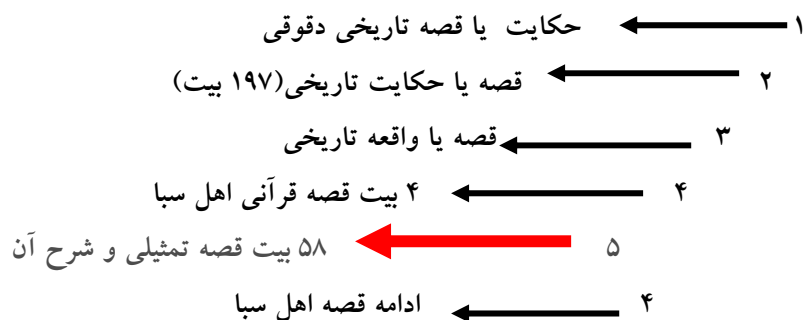 ۱ حکایت یا قصه تاریخی دقوقی
۲ قصه یا حکایت تاریخی(۱۹۷ بیت)
۳ قصه یا واقعه تاریخی
۴ ۴ بیت قصه قرآنی اهل سبا
۵ ۵۸ بیت قصه تمثیلی و شرح آن
۴ ادامه قصه اهل سبا